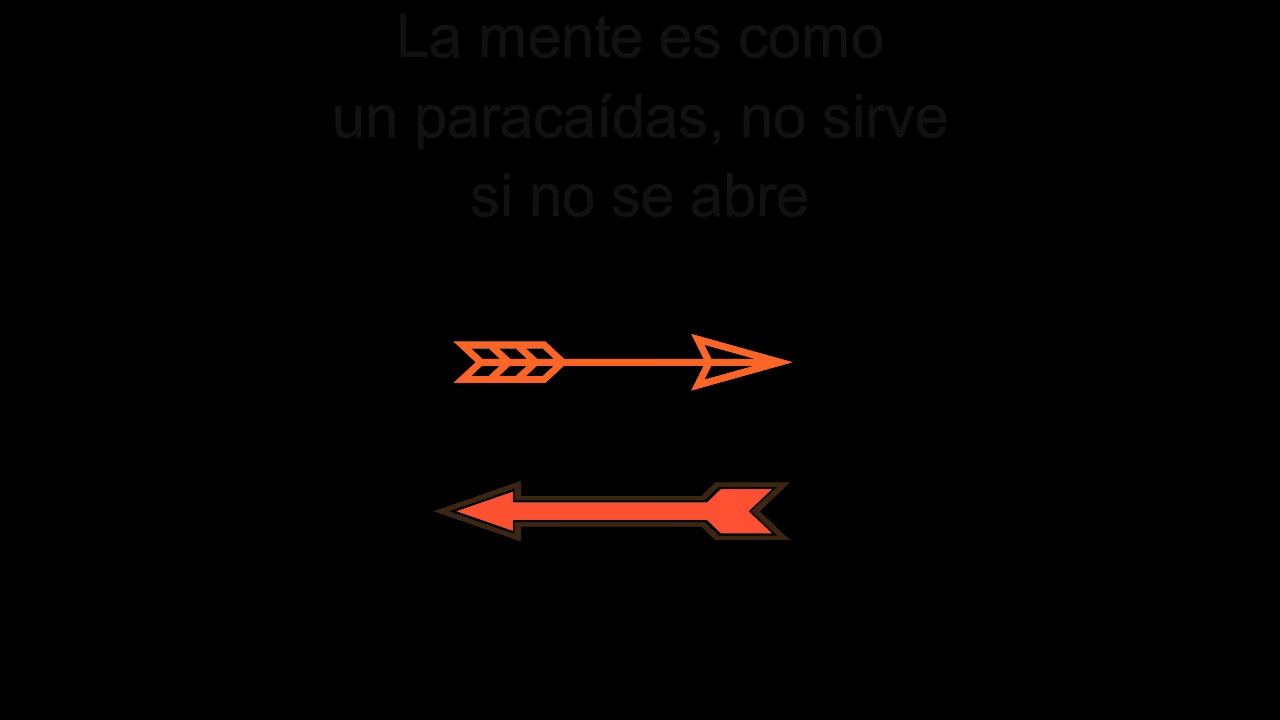 La mente es como
un paracaídas, no sirve
si no se abre